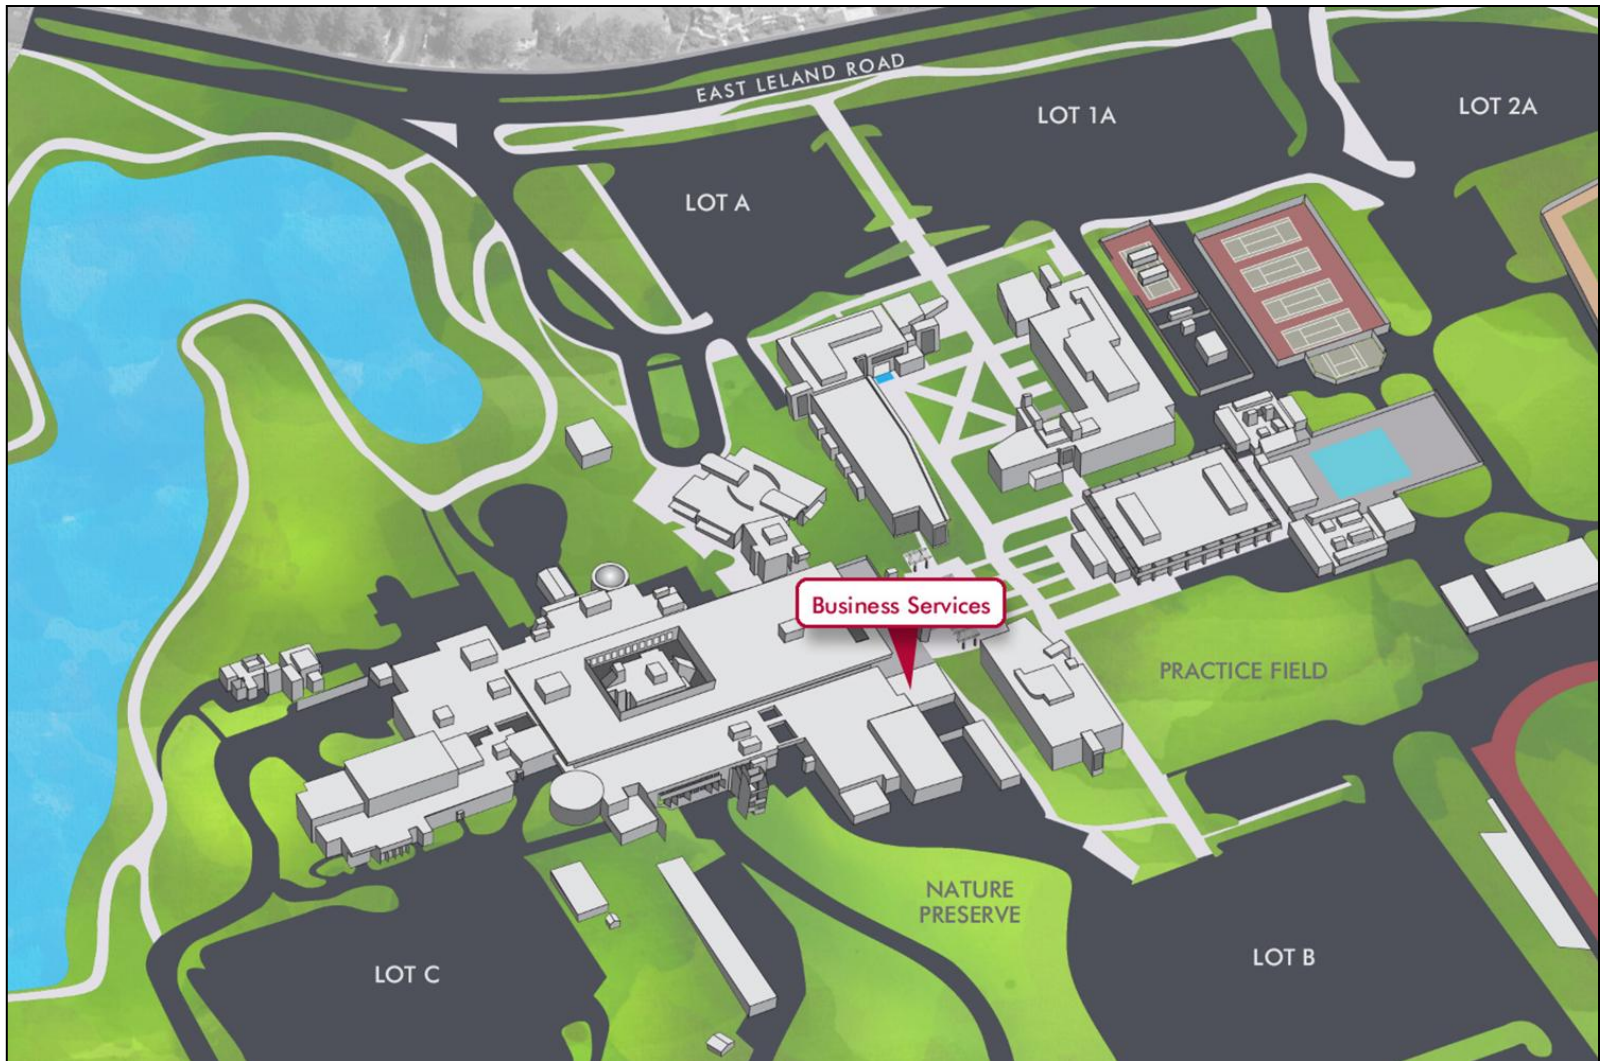 EAST LELAND ROAD
LOT 1A
LOT 2A
LOT A
Business Services
PRACTICE FIELD
NATURE
PRESERVE
LOT B
LOT C